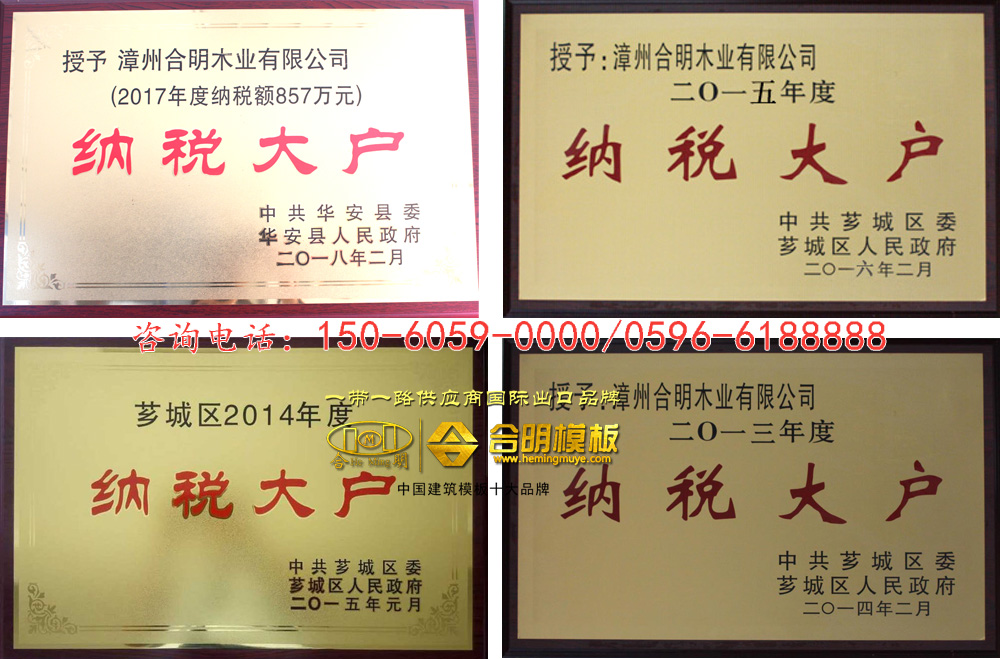 授予 漳州合明木业有限公司
(2017年度纳税额857万元)
纳税大户
中共华安县委
华安县人民政府
二〇一八年二月
授予:漳州合明木业有限公司
二〇一五年度
纳税大户
中共芗城区委
芗城区人民政府
二〇一六年二月
咨询电话: 150-6059-0000/0596-6188888
芗城区2014年度
纳税大户
中共芗城区委
芗城区人民政府
二〇一五年元月
一带一路供应商国际出口品牌
合 He Ming 明
合明模板
www.hemingmuye.com
中国建筑模板十大品牌
授予:漳州合明木业有限公司
二〇一三年度
纳税大户
中共芗城区委
芗城区人民政府
二〇一四年二月